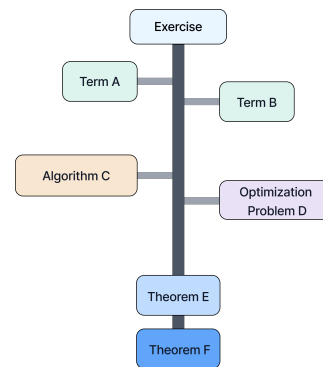 Exercise
Term A
Term B
Algorithm C
Optimization
Problem D
Theorem E
Theorem F